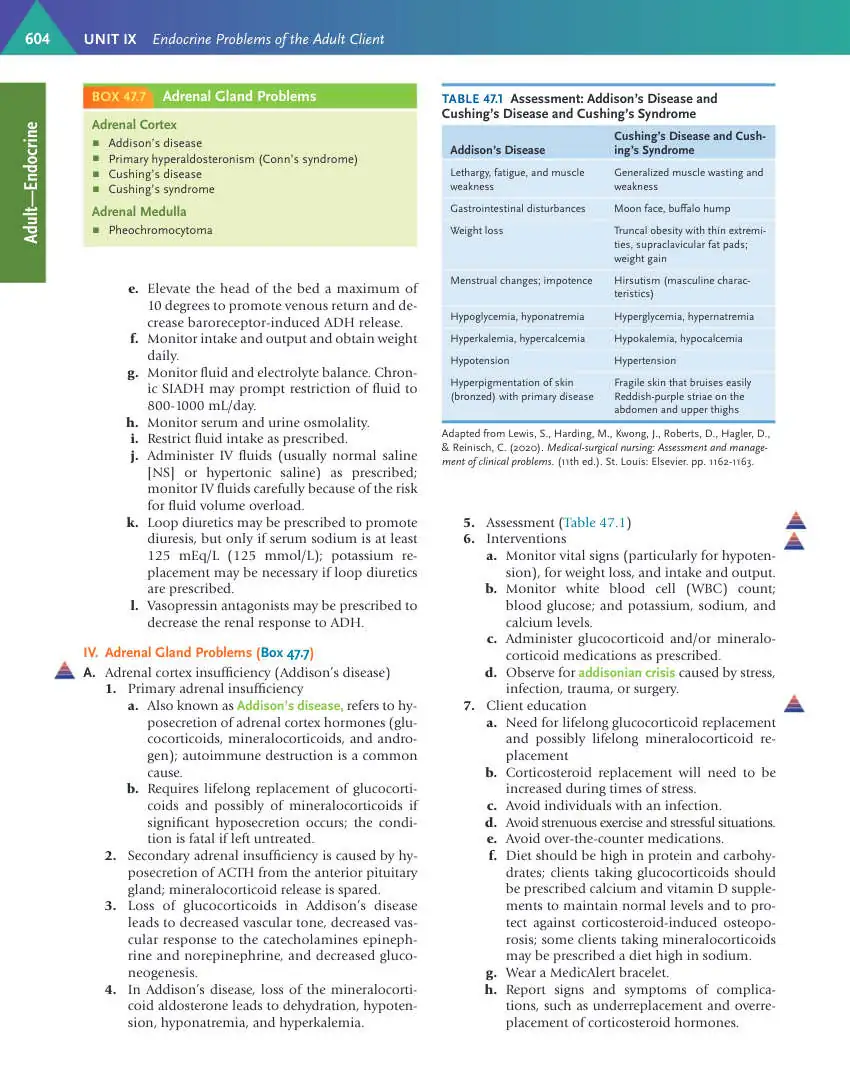 604 UNIT IX Endocrine Problems of the Adult Client
Adult—Endocrine
BOX 47.7 Adrenal Gland Problems
Adrenal Cortex
■ Addison's disease
■ Primary hyperaldosteronism (Conn's syndrome)
■ Cushing's disease
■ Cushing's syndrome
Adrenal Medulla
■ Pheochromocytoma
e. Elevate the head of the bed a maximum of
10 degrees to promote venous return and de-
crease baroreceptor-induced ADH release.
f. Monitor intake and output and obtain weight
daily.
g. Monitor fluid and electrolyte balance. Chron-
ic SIADH may prompt restriction of fluid to
800-1000 mL/day.
h. Monitor serum and urine osmolality.
i. Restrict fluid intake as prescribed.
j. Administer IV fluids (usually normal saline
[NS] or hypertonic saline) as prescribed;
monitor IV fluids carefully because of the risk
for fluid volume overload.
k. Loop diuretics may be prescribed to promote
diuresis, but only if serum sodium is at least
125 mEq/L (125 mmol/L); potassium re-
placement may be necessary if loop diuretics
are prescribed.
l. Vasopressin antagonists may be prescribed to
decrease the renal response to ADH.
IV. Adrenal Gland Problems (Box 47.7)
A. Adrenal cortex insufficiency (Addison's disease)
1. Primary adrenal insufficiency
a. Also known as Addison's disease, refers to hy-
posecretion of adrenal cortex hormones (glu-
cocorticoids, mineralocorticoids, and andro-
gen); autoimmune destruction is a common
cause.
b. Requires lifelong replacement of glucocorti-
coids and possibly of mineralocorticoids if
significant hyposecretion occurs; the condi-
tion is fatal if left untreated.
2. Secondary adrenal insufficiency is caused by hy-
posecretion of ACTH from the anterior pituitary
gland; mineralocorticoid release is spared.
3. Loss of glucocorticoids in Addison's disease
leads to decreased vascular tone, decreased vas-
cular response to the catecholamines epineph-
rine and norepinephrine, and decreased gluco-
neogenesis.
4. In Addison's disease, loss of the mineralocorti-
coid aldosterone leads to dehydration, hypoten-
sion, hyponatremia, and hyperkalemia.
TABLE 47.1 Assessment: Addison's Disease and
Cushing's Disease and Cushing's Syndrome
Addison's Disease
Cushing's Disease and Cush-
ing's Syndrome
Lethargy, fatigue, and muscle
weakness
Generalized muscle wasting and
weakness
Gastrointestinal disturbances
Moon face, buffalo hump
Weight loss
Truncal obesity with thin extremi-
ties, supraclavicular fat pads;
weight gain
Menstrual changes; impotence
Hirsutism (masculine charac-
teristics)
Hypoglycemia, hyponatremia
Hyperglycemia, hypernatremia
Hyperkalemia, hypercalcemia
Hypokalemia, hypocalcemia
Hypotension
Hypertension
Hyperpigmentation of skin
(bronzed) with primary disease
Fragile skin that bruises easily
Reddish-purple striae on the
abdomen and upper thighs
Adapted from Lewis, S., Harding, M., Kwong, J., Roberts, D., Hagler, D.,
& Reinisch, C. (2020). Medical-surgical nursing: Assessment and manage-
ment of clinical problems. (11th ed.). St. Louis: Elsevier. pp. 1162-1163.
5. Assessment (Table 47.1)
6. Interventions
a. Monitor vital signs (particularly for hypoten-
sion), for weight loss, and intake and output.
b. Monitor white blood cell (WBC) count;
blood glucose; and potassium, sodium, and
calcium levels.
c. Administer glucocorticoid and/or mineralo-
corticoid medications as prescribed.
d. Observe for addisonian crisis caused by stress,
infection, trauma, or surgery.
7. Client education
a. Need for lifelong glucocorticoid replacement
and possibly lifelong mineralocorticoid re-
placement
b. Corticosteroid replacement will need to be
increased during times of stress.
c. Avoid individuals with an infection.
d. Avoid strenuous exercise and stressful situations.
e. Avoid over-the-counter medications.
f. Diet should be high in protein and carbohy-
drates; clients taking glucocorticoids should
be prescribed calcium and vitamin D supple-
ments to maintain normal levels and to pro-
tect against corticosteroid-induced osteopo-
rosis; some clients taking mineralocorticoids
may be prescribed a diet high in sodium.
g. Wear a MedicAlert bracelet.
h. Report signs and symptoms of complica-
tions, such as underreplacement and overre-
placement of corticosteroid hormones.